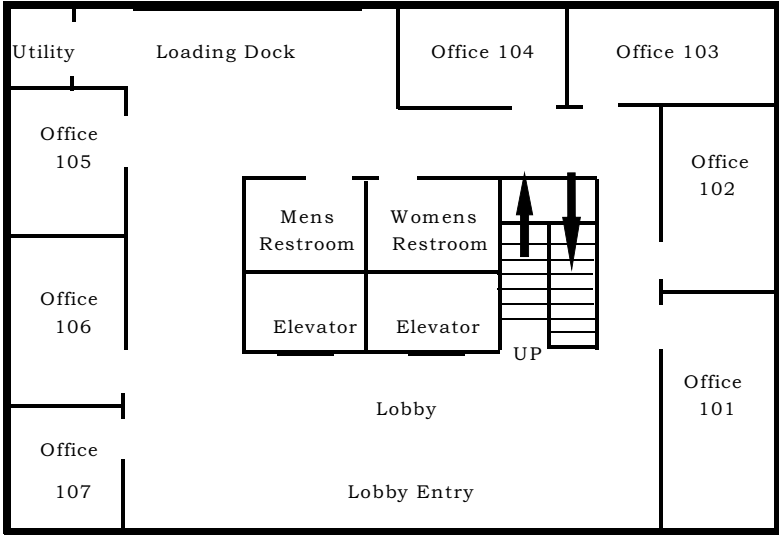 Utility
Loading Dock
Office 104
Office 103
Office
105
Office
102
Mens
Restroom
Womens
Restroom
Office
106
Elevator
Elevator
UP
Office
101
Lobby
Office
107
Lobby Entry